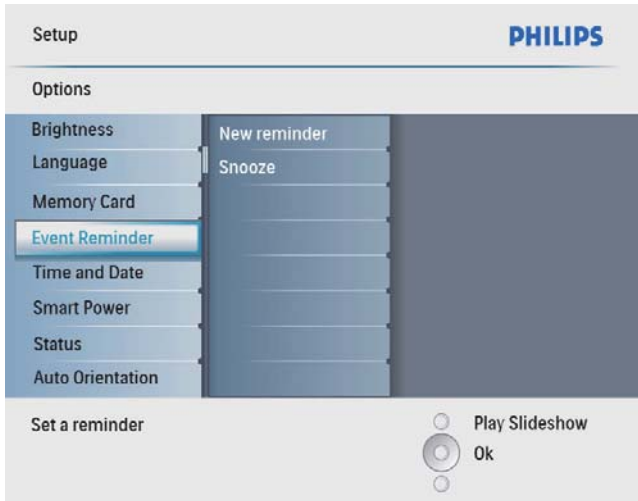 Setup
PHILIPS
Options
Brightness
Language
Memory Card
Event Reminder
Time and Date
Smart Power
Status
Auto Orientation
New reminder
Snooze
Set a reminder
Play Slideshow
Ok